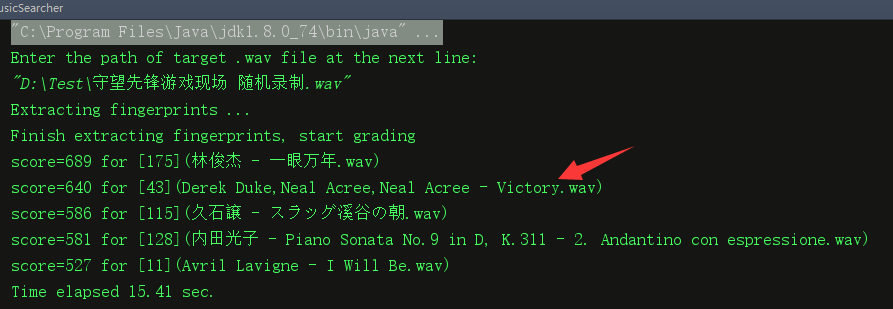 usicSearcher
"C:\Program Files\Java\jdk1.8.0_74\bin\java" ...
Enter the path of target .wav file at the next line:
"D:\Test\守望先锋游戏现场 随机录制.wav"
Extracting fingerprints ...
Finish extracting fingerprints, start grading
score=689 for [175](林俊杰 - 一眼万年.wav)
score=640 for [43](Derek Duke,Neal Acree,Neal Acree - Victory.wav)
score=586 for [115](久石譲 - スラッグ溪谷の朝.wav)
score=581 for [128](内田光子 - Piano Sonata No.9 in D, K.311 - 2. Andantino con espressione.wav)
score=527 for [11](Avril Lavigne - I Will Be.wav)
Time elapsed 15.41 sec.